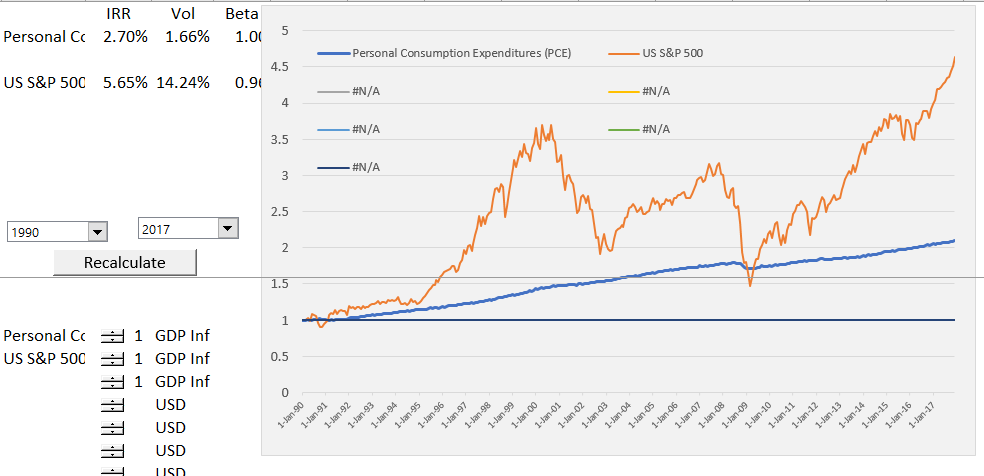 IRR Vol Beta
Personal Cc 2.70% 1.66% 1.00
US S&P 500 5.65% 14.24% 0.96
1990 2017
Recalculate
Personal Cc 1 GDP Inf
US S&P 500 1 GDP Inf
1 GDP Inf
USD
USD
USD
USD
Personal Consumption Expenditures (PCE) US S&P 500
#N/A #N/A
#N/A #N/A
#N/A
5
4.5
4
3.5
3
2.5
2
1.5
1
0.5
0
1-Jan-90 1-Jan-91 1-Jan-92 1-Jan-93 1-Jan-94 1-Jan-95 1-Jan-96 1-Jan-97 1-Jan-98 1-Jan-99 1-Jan-00 1-Jan-01 1-Jan-02 1-Jan-03 1-Jan-04 1-Jan-05 1-Jan-06 1-Jan-07 1-Jan-08 1-Jan-09 1-Jan-10 1-Jan-11 1-Jan-12 1-Jan-13 1-Jan-14 1-Jan-15 1-Jan-16 1-Jan-17